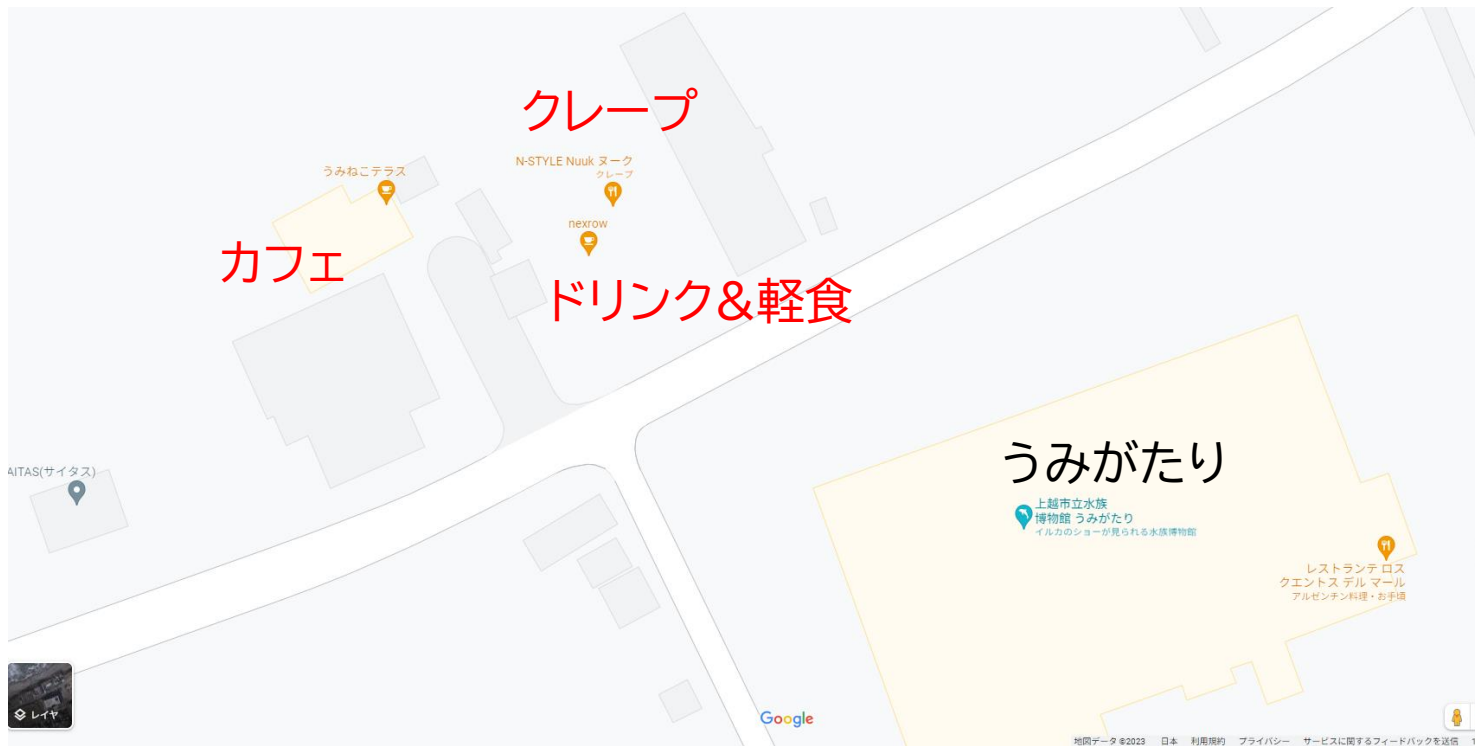 クレープ
N-STYLE Nuuk ヌーク
クレープ
うみねこテラス
nexrow
カフェ
ドリンク&軽食
うみがたり
AITAS(サイタス)
上越市立水族
博物館 うみがたり
イルカのショーが見られる水族博物館
レストランテ ロス
クエントス デル マール
アルゼンチン料理・お手頃
レイヤ
Google
地図データ ©2023 日本 利用規約 プライバシー サービスに関するフィードバックを送信